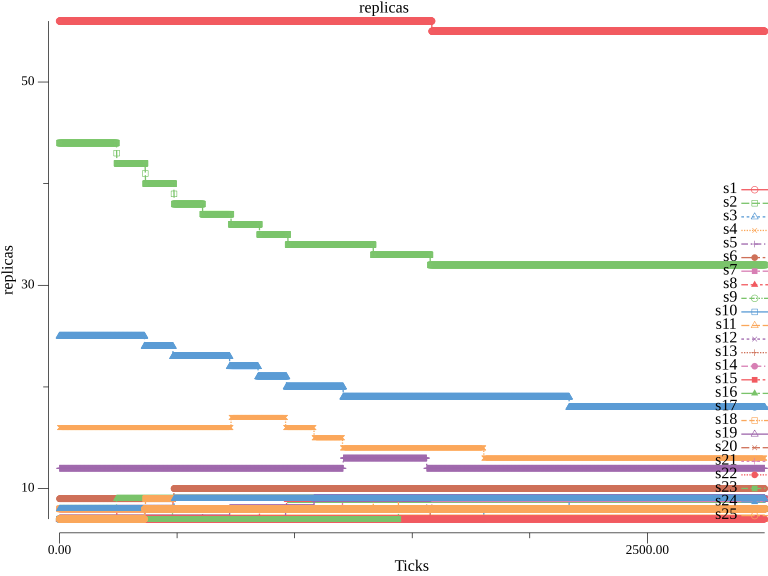 replicas
50
30
10
replicas
0.00
2500.00
Ticks
s1
s2
s3
s4
s5
s6
s7
s8
s9
s10
s11
s12
s13
s14
s15
s16
s17
s18
s19
s20
s21
s22
s23
s24
s25